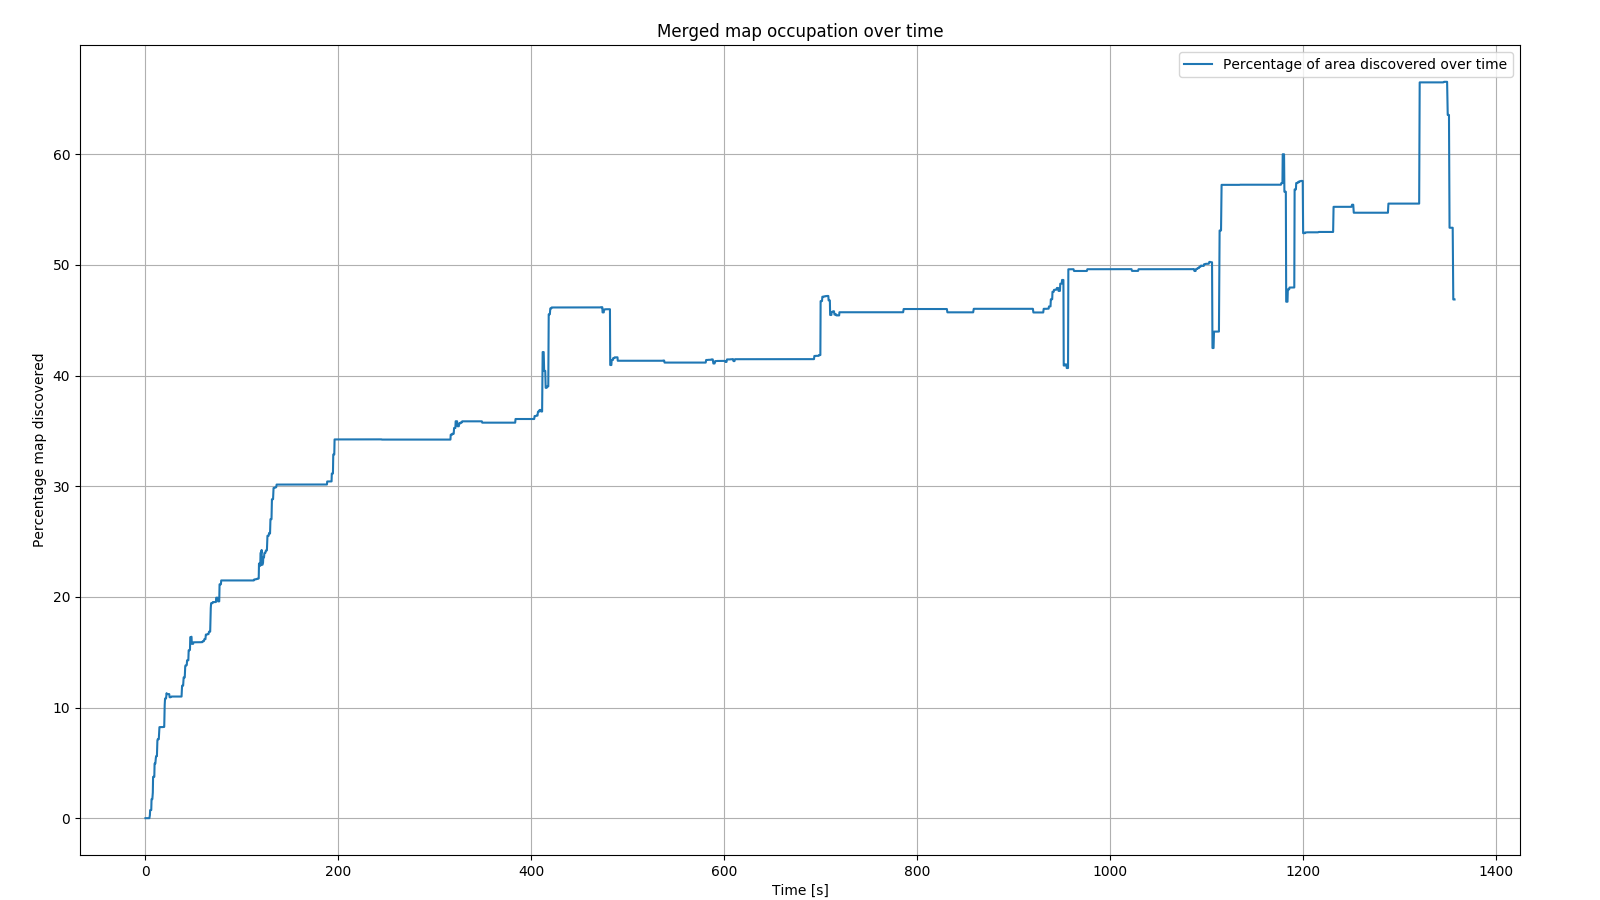 Merged map occupation over time
Percentage of area discovered over time
Percentage map discovered
60
50
40
30
20
10
0
0 200 400 600 800 1000 1200 1400
Time [s]